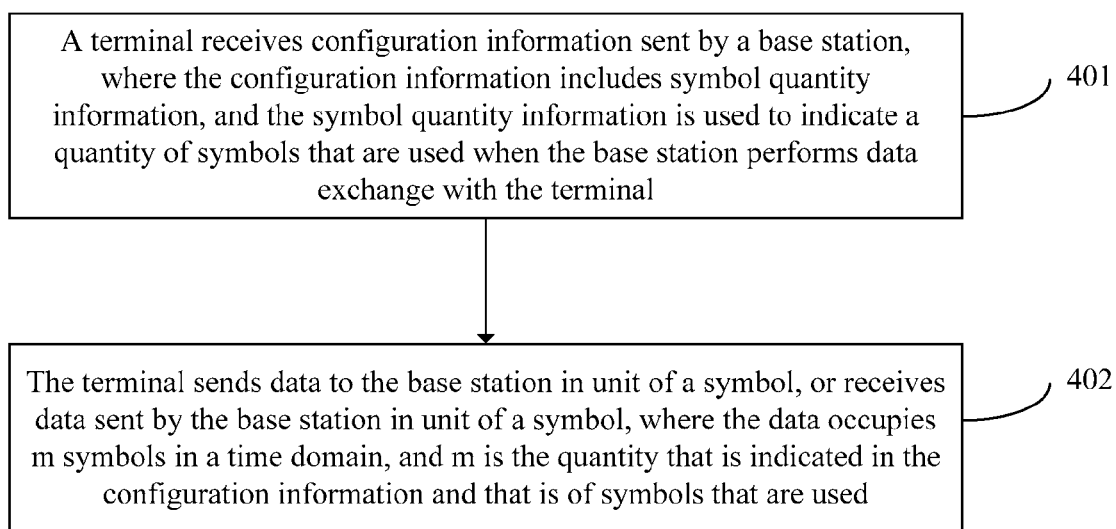 A terminal receives configuration information sent by a base station,
where the configuration information includes symbol quantity
information, and the symbol quantity information is used to indicate a
quantity of symbols that are used when the base station performs data
exchange with the terminal
401
The terminal sends data to the base station in unit of a symbol, or receives
data sent by the base station in unit of a symbol, where the data occupies
m symbols in a time domain, and m is the quantity that is indicated in the
configuration information and that is of symbols that are used
402